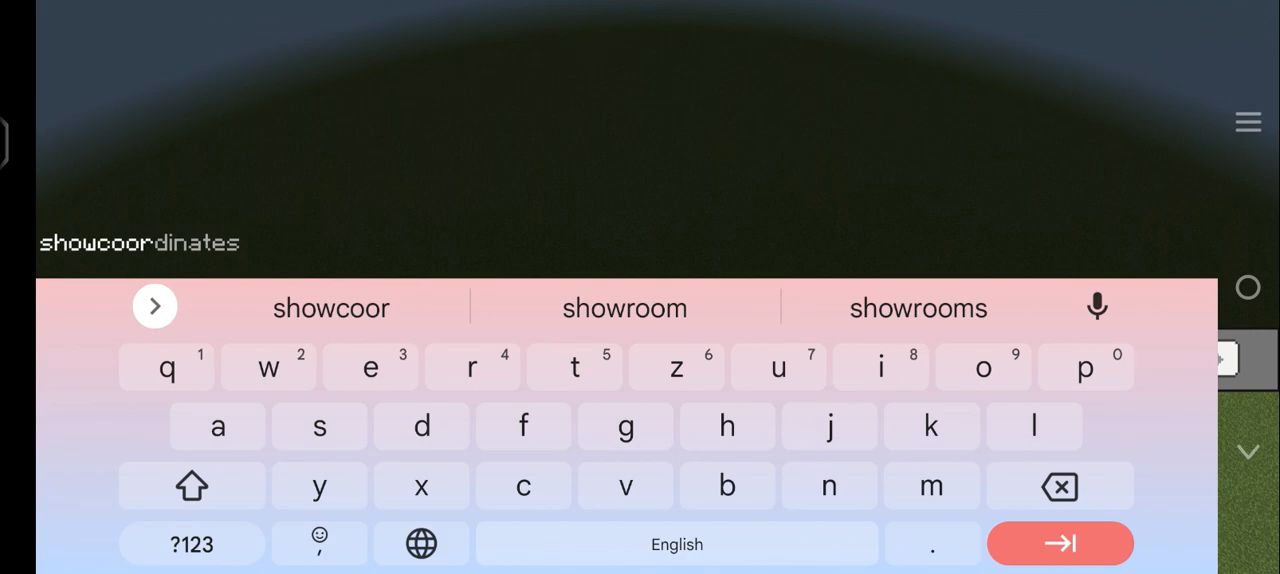 showcoordinates
showcoor showroom showrooms
q 1 w 2 e 3 r 4 t 5 z 6 u 7 i 8 o 9 p 0
a s d f g h j k l
y x c v b n m
?123 , English .